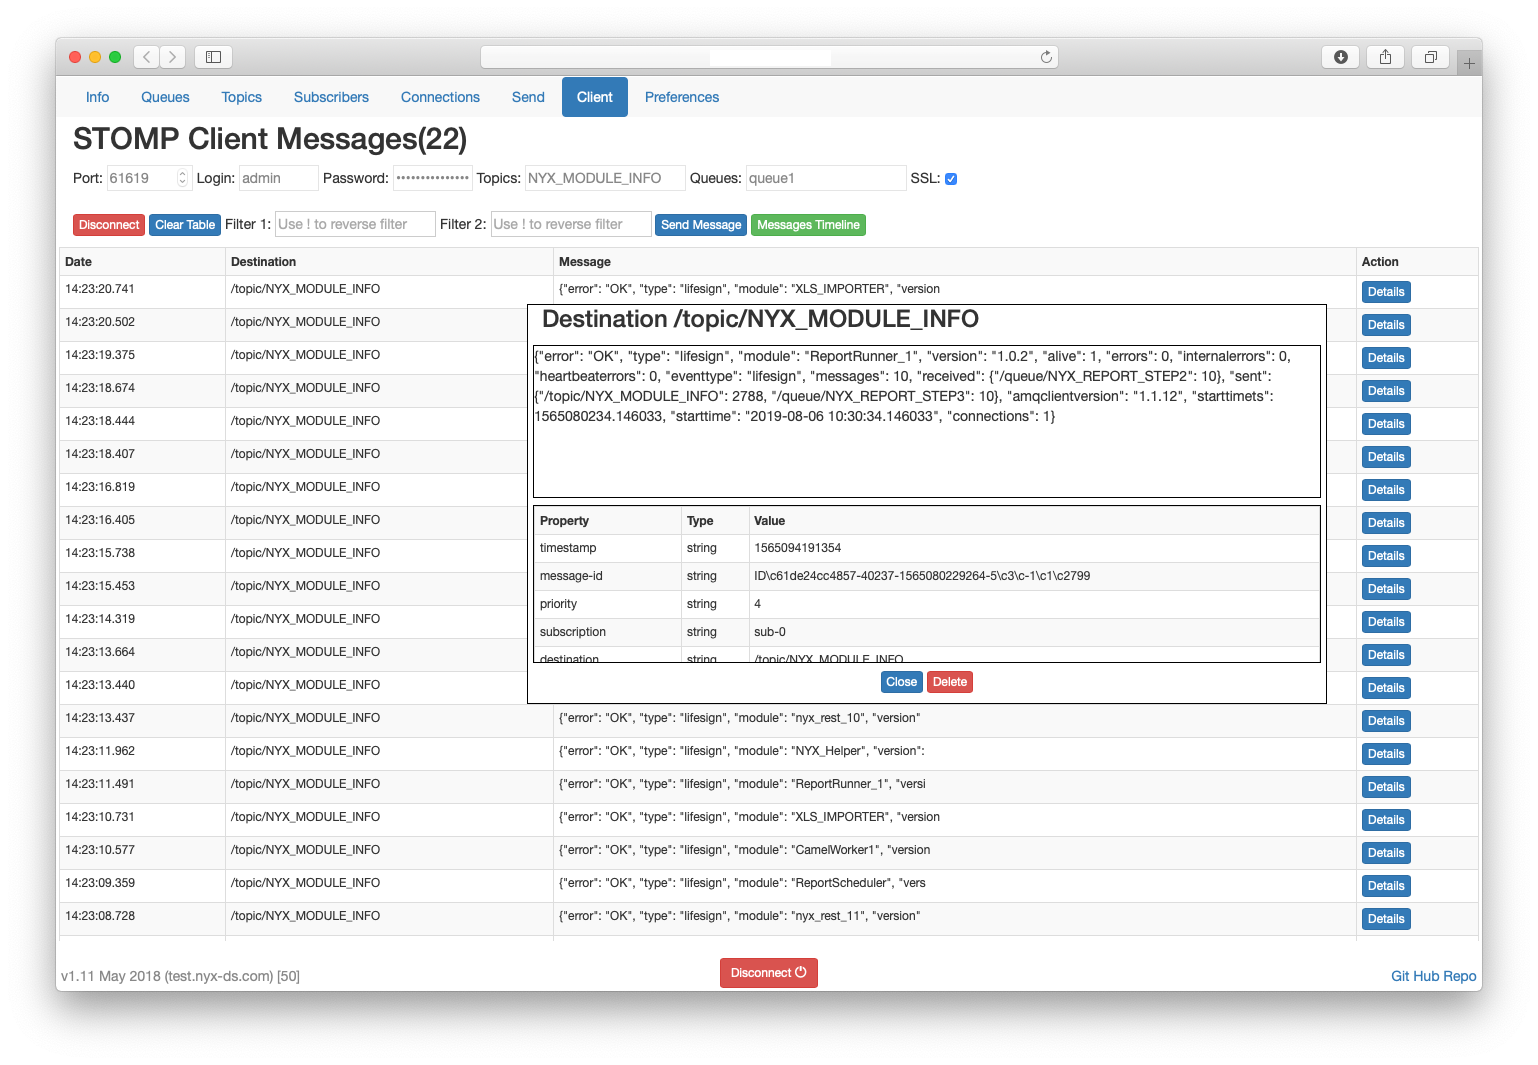 Info Queues Topics Subscribers Connections Send Client Preferences
STOMP Client Messages(22)
Port: 61619 Login: admin Password: ••••••••••••••• Topics: NYX_MODULE_INFO Queues: queue1 SSL:
Disconnect Clear Table Filter 1: Use ! to reverse filter Filter 2: Use ! to reverse filter Send Message Messages Timeline
Date Destination Message Action
14:23:20.741 /topic/NYX_MODULE_INFO {"error": "OK", "type": "lifesign", "module": "XLS_IMPORTER", "version Details
14:23:20.502 /topic/NYX_MODULE_INFO Details
14:23:19.375 /topic/NYX_MODULE_INFO Details
14:23:18.674 /topic/NYX_MODULE_INFO Details
14:23:18.444 /topic/NYX_MODULE_INFO Details
14:23:18.407 /topic/NYX_MODULE_INFO Details
14:23:16.819 /topic/NYX_MODULE_INFO Details
14:23:16.405 /topic/NYX_MODULE_INFO Details
14:23:15.738 /topic/NYX_MODULE_INFO Details
14:23:15.453 /topic/NYX_MODULE_INFO Details
14:23:14.319 /topic/NYX_MODULE_INFO Details
14:23:13.664 /topic/NYX_MODULE_INFO Details
14:23:13.440 /topic/NYX_MODULE_INFO Details
Destination /topic/NYX_MODULE_INFO
{"error": "OK", "type": "lifesign", "module": "ReportRunner_1", "version": "1.0.2", "alive": 1, "errors": 0, "internalerrors": 0,
"heartbeaterrors": 0, "eventtype": "lifesign", "messages": 10, "received": {"/queue/NYX_REPORT_STEP2": 10}, "sent":
{"/topic/NYX_MODULE_INFO": 2788, "/queue/NYX_REPORT_STEP3": 10}, "amqclientversion": "1.1.12", "starttimets":
1565080234.146033, "starttime": "2019-08-06 10:30:34.146033", "connections": 1}
Property Type Value
timestamp string 1565094191354
message-id string ID\c61de24cc4857-40237-1565080229264-5\c3\c-1\c1\c2799
priority string 4
subscription string sub-0
destination string /topic/NYX_MODULE_INFO
Close Delete
14:23:13.437 /topic/NYX_MODULE_INFO {"error": "OK", "type": "lifesign", "module": "nyx_rest_10", "version" Details
14:23:11.962 /topic/NYX_MODULE_INFO {"error": "OK", "type": "lifesign", "module": "NYX_Helper", "version": Details
14:23:11.491 /topic/NYX_MODULE_INFO {"error": "OK", "type": "lifesign", "module": "ReportRunner_1", "versi Details
14:23:10.731 /topic/NYX_MODULE_INFO {"error": "OK", "type": "lifesign", "module": "XLS_IMPORTER", "version Details
14:23:10.577 /topic/NYX_MODULE_INFO {"error": "OK", "type": "lifesign", "module": "CamelWorker1", "version Details
14:23:09.359 /topic/NYX_MODULE_INFO {"error": "OK", "type": "lifesign", "module": "ReportScheduler", "vers Details
14:23:08.728 /topic/NYX_MODULE_INFO {"error": "OK", "type": "lifesign", "module": "nyx_rest_11", "version" Details
v1.11 May 2018 (test.nyx-ds.com) [50] Disconnect Git Hub Repo